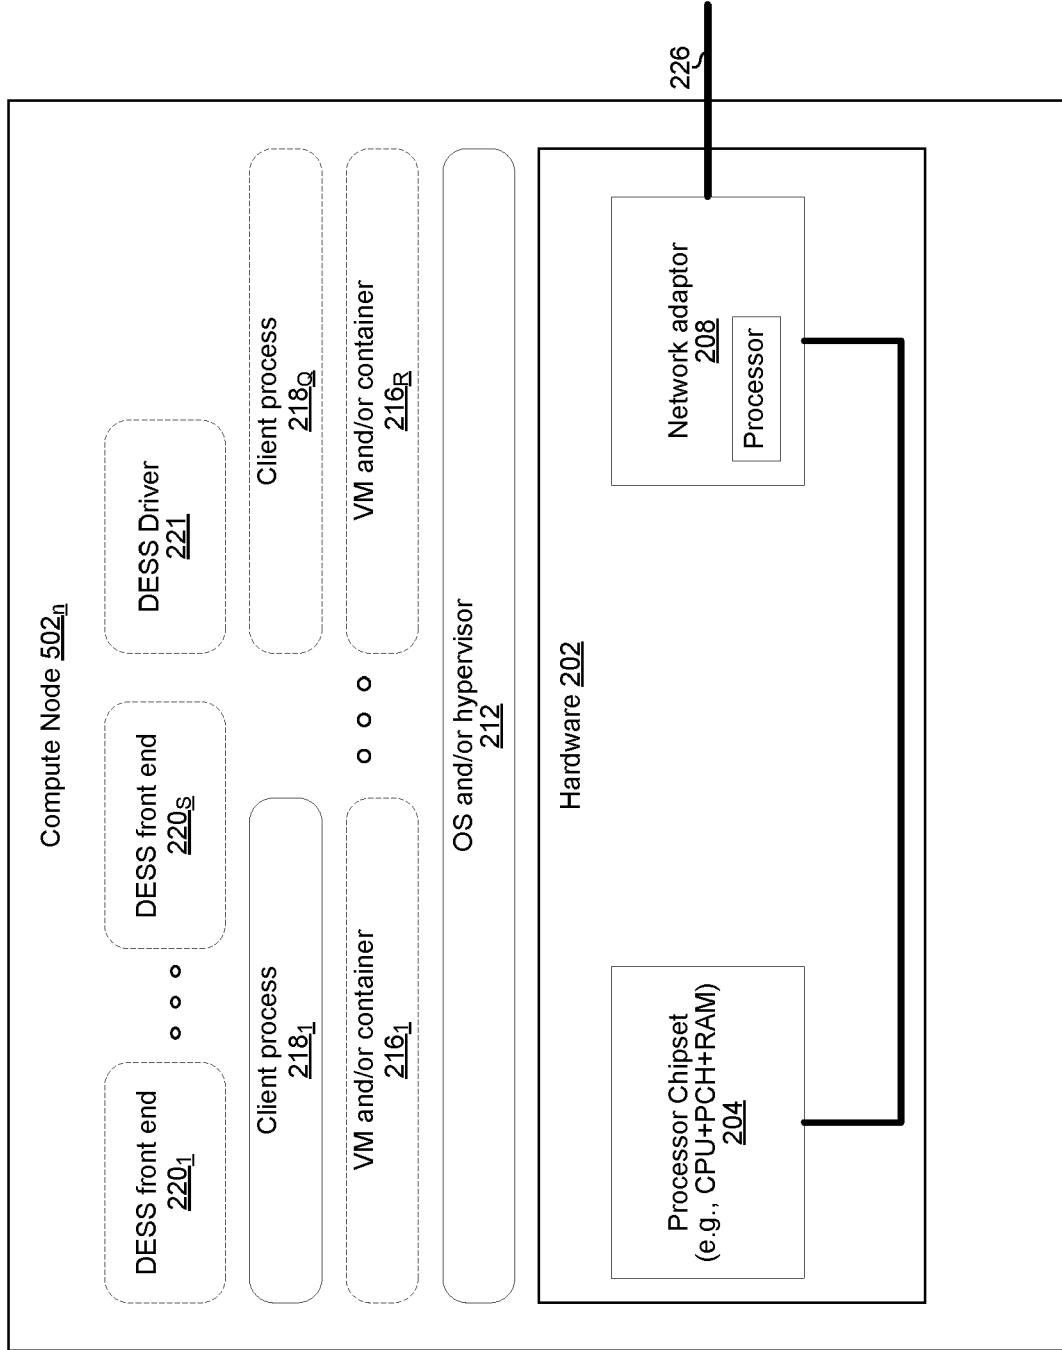 Compute Node 502n
DESS front end
2201
DESS front end
220S
DESS Driver
221
Client process
2181
Client process
218Q
VM and/or container
2161
VM and/or container
216R
OS and/or hypervisor
212
Hardware 202
Processor Chipset
(e.g., CPU+PCH+RAM)
204
Network adaptor
208
Processor
226